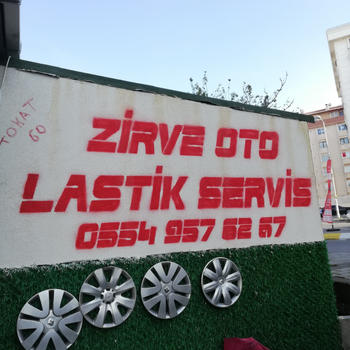 TOKAT
60
ZİRVE OTO
LASTİK SERVİS
0554 957 62 67